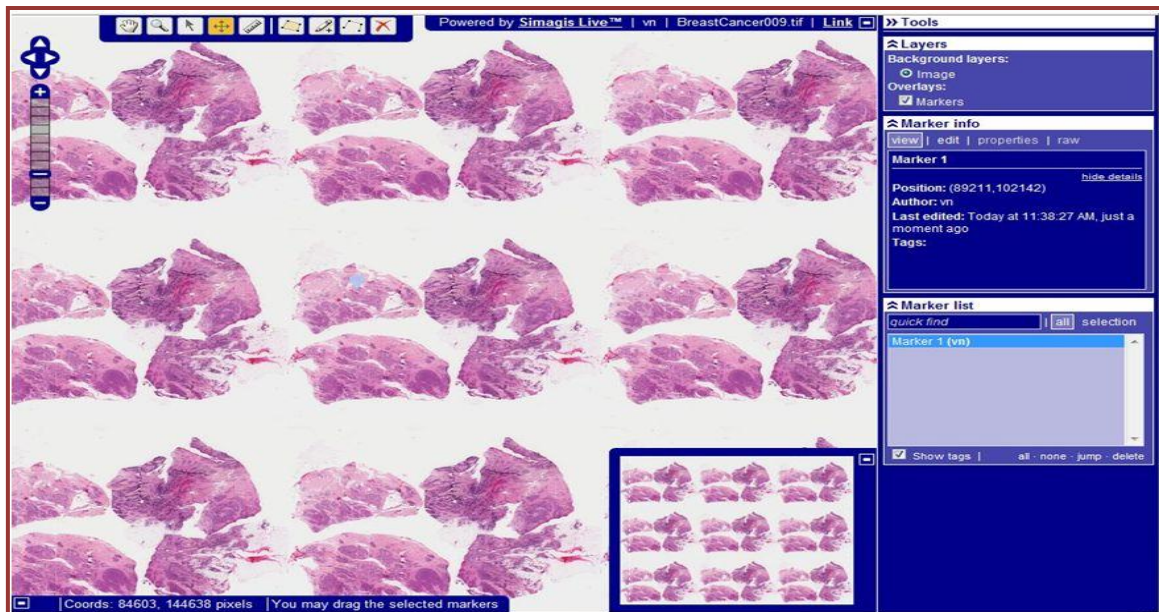 Powered by Simagis Live™ | vn | BreastCancer009.tif | Link
Tools
Layers
Background layers:
Image
Overlays:
Markers
Marker info
view | edit | properties | raw
Marker 1
hide details
Position: (89211,102142)
Author: vn
Last edited: Today at 11:38:27 AM, just a
moment ago
Tags:
Marker list
quick find | all selection
Marker 1 (vn)
Show tags | all · none · jump · delete
Coords: 84603, 144638 pixels |You may drag the selected markers